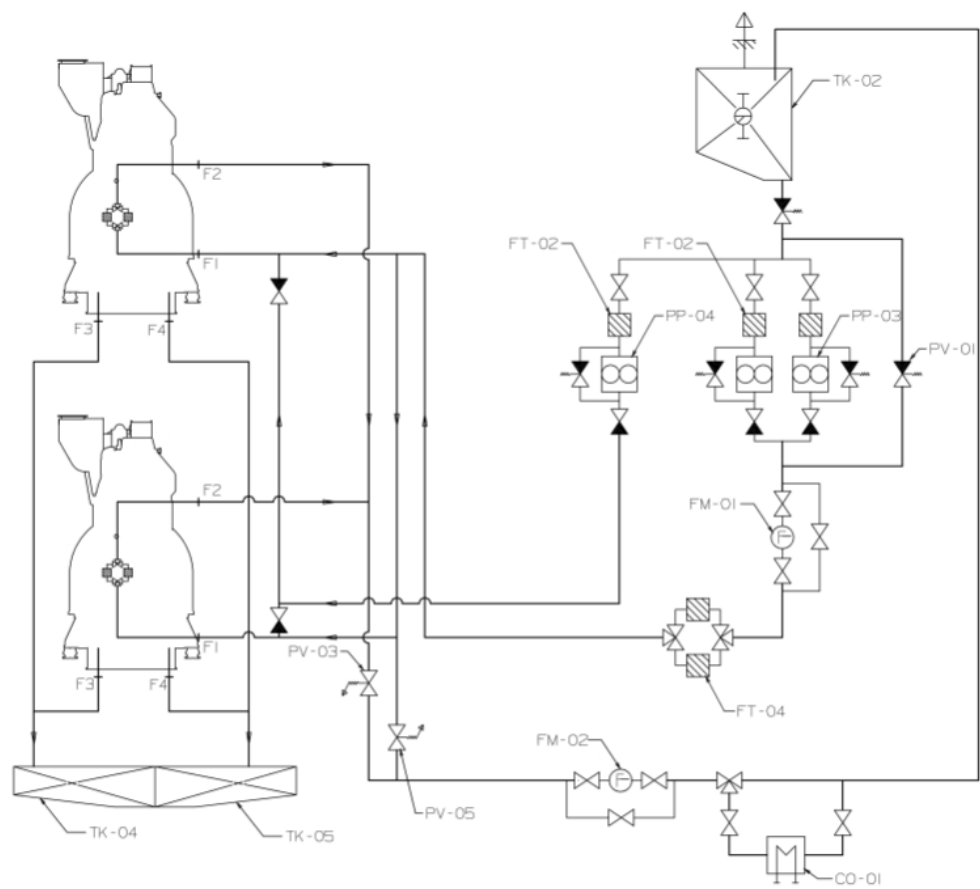 TK-02
F2
FT-02
FT-02
F1
PP-04
PP-03
F3
F4
PV-01
F2
FM-01
F1
PV-03
F3
F4
FT-04
FM-02
PV-05
TK-04
TK-05
CO-01